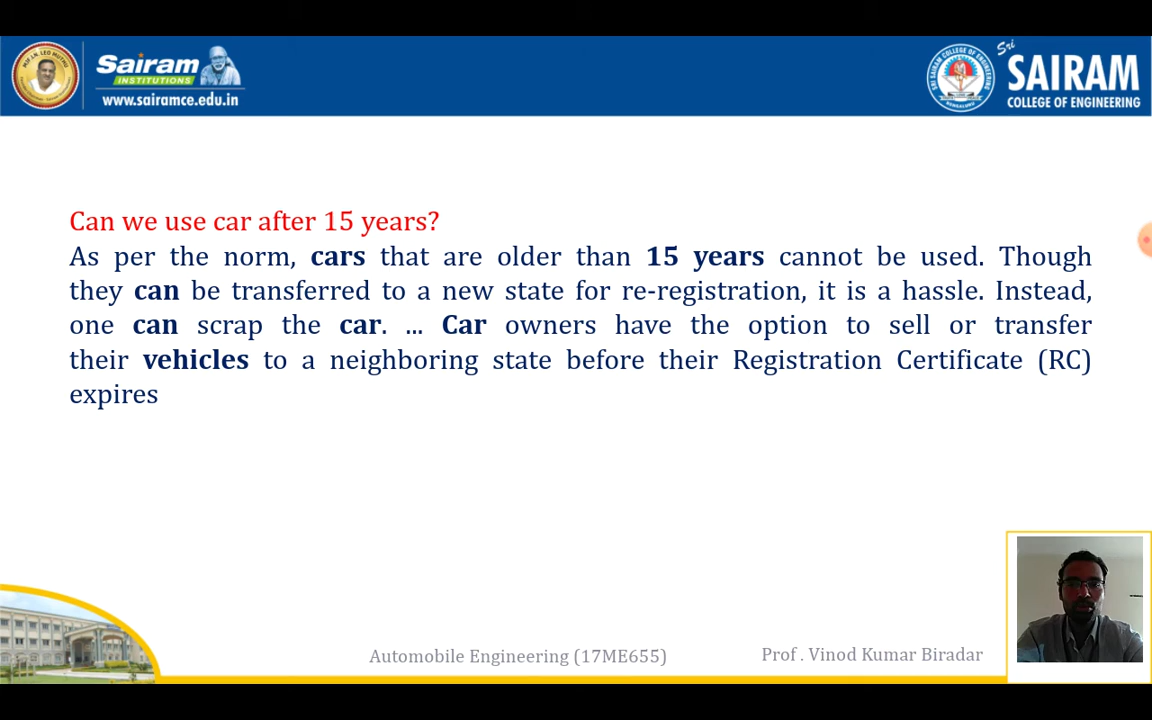 Sairam
INSTITUTIONS
www.sairamce.edu.in
Sri
SAIRAM
COLLEGE OF ENGINEERING
Can we use car after 15 years?
As per the norm, cars that are older than 15 years cannot be used. Though
they can be transferred to a new state for re-registration, it is a hassle. Instead,
one can scrap the car. ... Car owners have the option to sell or transfer
their vehicles to a neighboring state before their Registration Certificate (RC)
expires
Automobile Engineering (17ME655)
Prof . Vinod Kumar Biradar